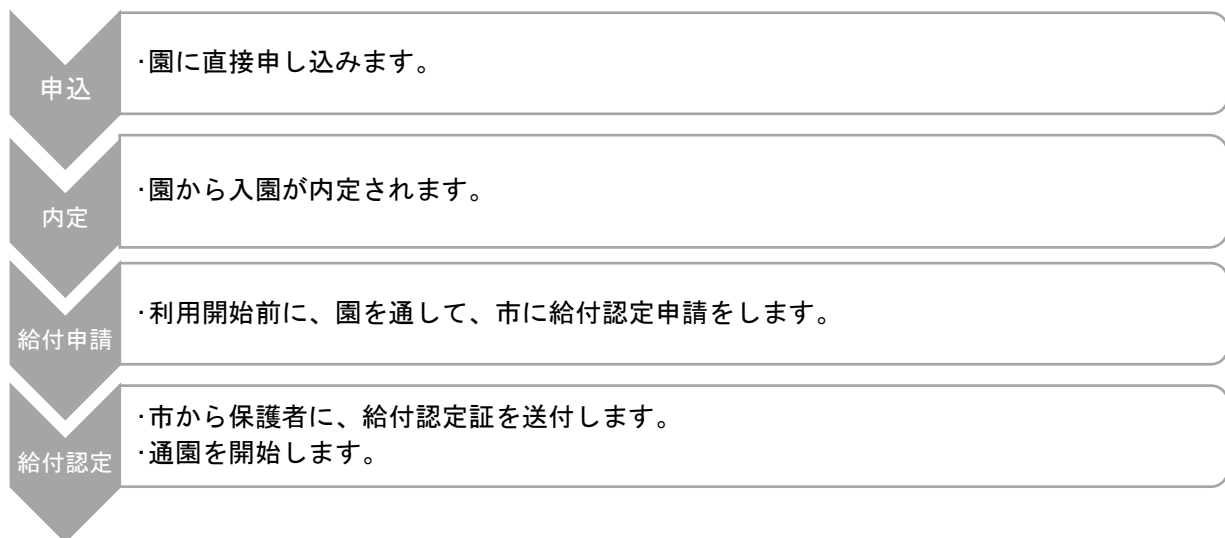 申込
・園に直接申し込みます。
内定
・園から入園が内定されます。
給付申請
・利用開始前に、園を通して、市に給付認定申請をします。
給付認定
・市から保護者に、給付認定証を送付します。
・通園を開始します。